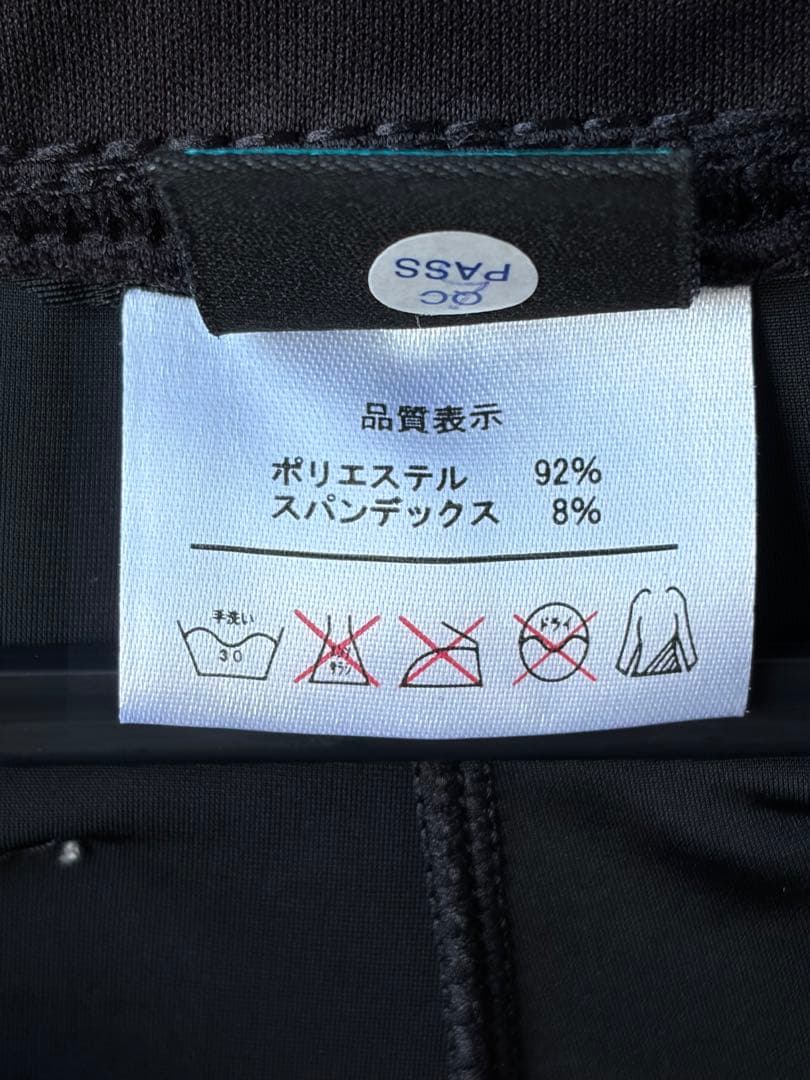 QC
PASS
品質表示
ポリエステル 92%
スパンデックス 8%
手洗い
30
ドライ